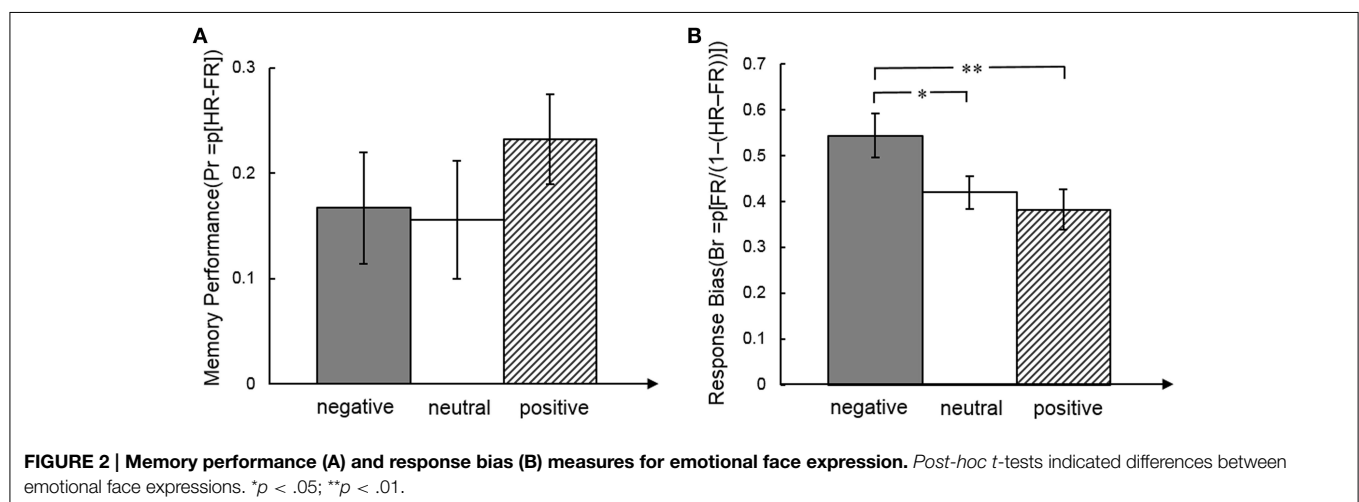 A
Memory Performance(Pr =p[HR-FR])
0.3
0.2
0.1
0
negative neutral positive
B
Response Bias(Br =p[FR/(1–(HR–FR))])
0.7
0.6
0.5
0.4
0.3
0.2
0.1
0
**
*
negative neutral positive
FIGURE 2 | Memory performance (A) and response bias (B) measures for emotional face expression. Post-hoc t-tests indicated differences between
emotional face expressions. *p < .05; **p < .01.